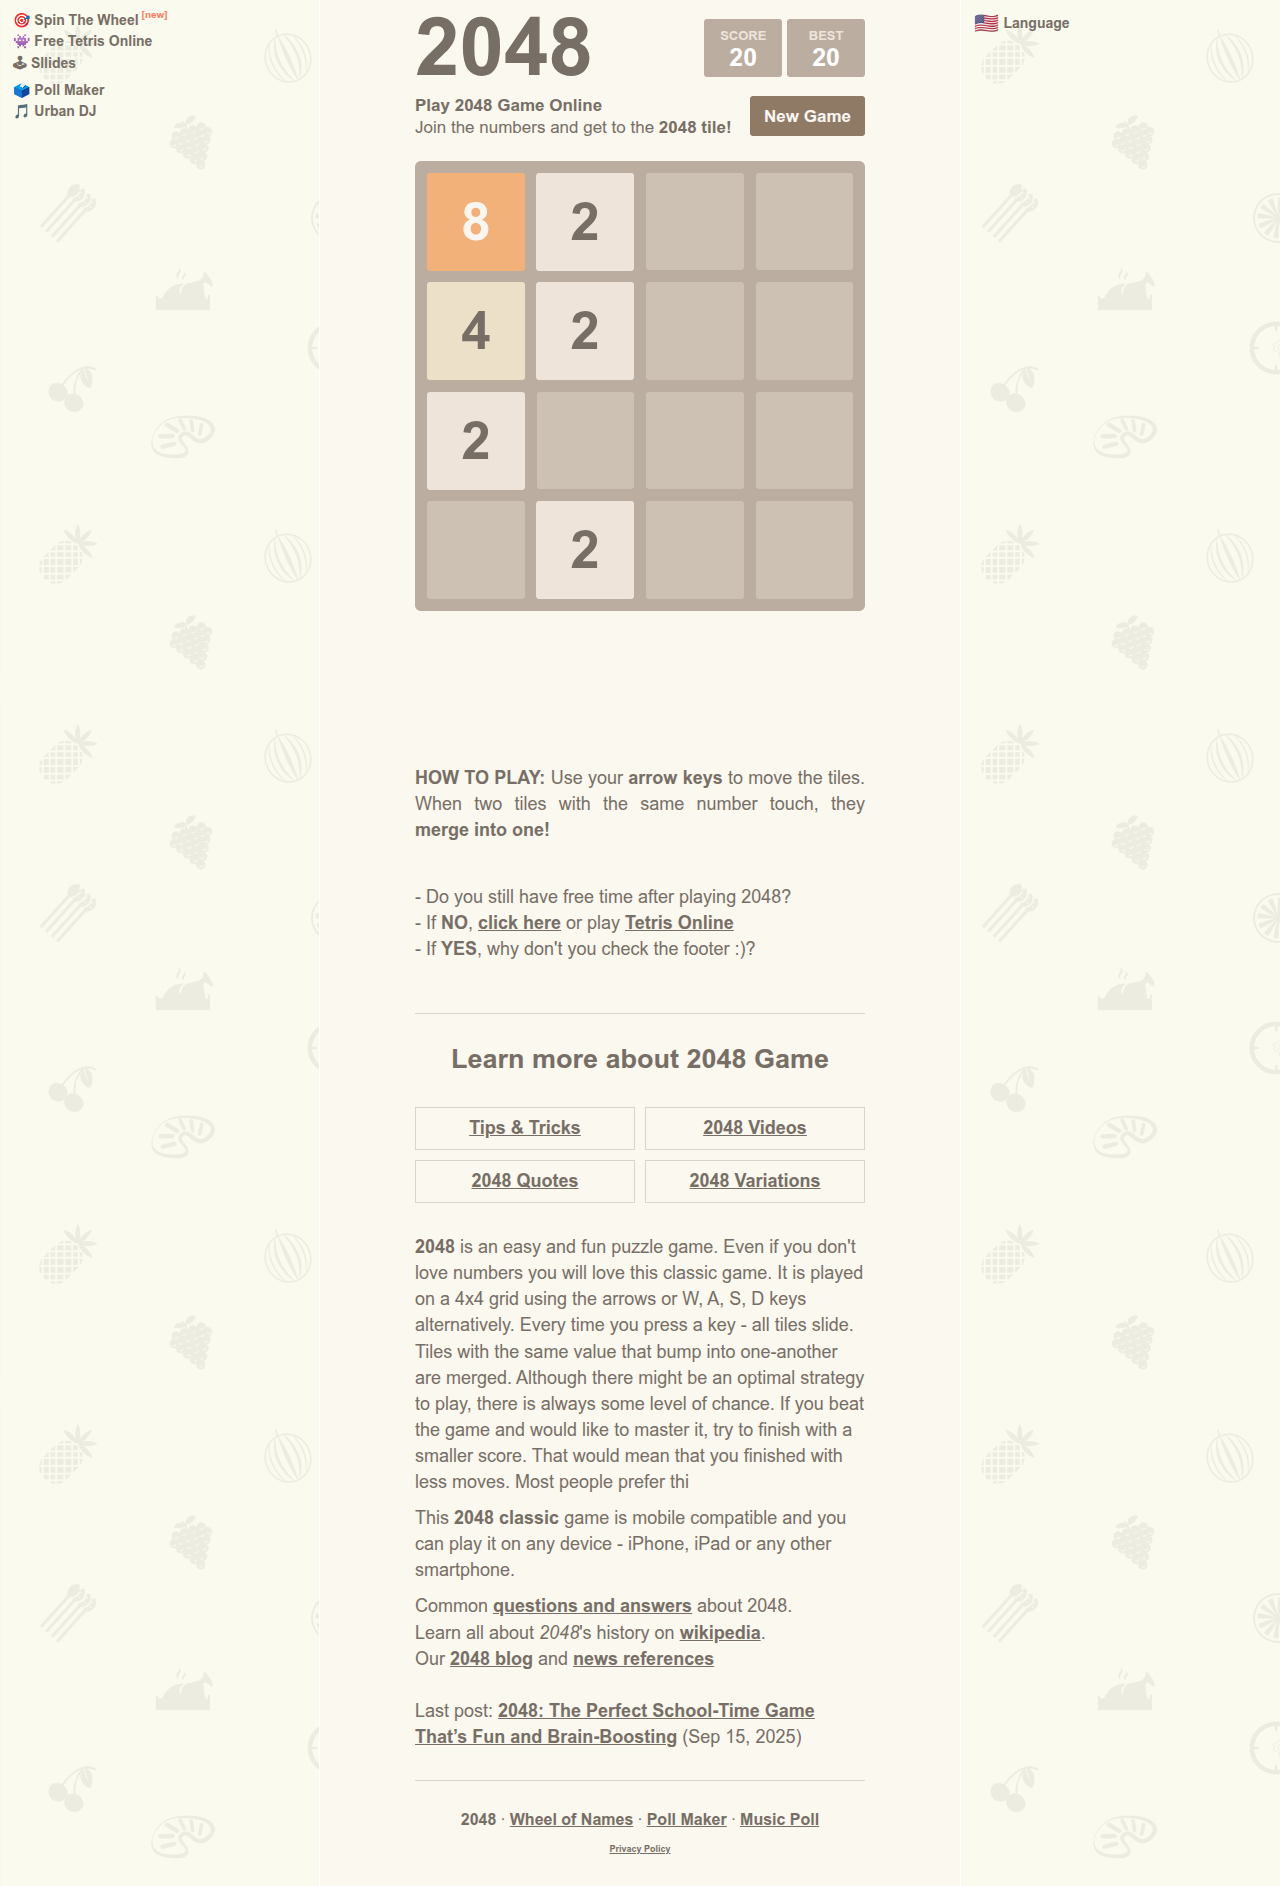 Spin The Wheel [new]
Free Tetris Online
Sllides
Poll Maker
Urban DJ
Language
2048
SCORE
20
BEST
20
Play 2048 Game Online
Join the numbers and get to the 2048 tile!
New Game
8 2
4 2
2
2
HOW TO PLAY: Use your arrow keys to move the tiles.
When two tiles with the same number touch, they
merge into one!
- Do you still have free time after playing 2048?
- If NO, click here or play Tetris Online
- If YES, why don't you check the footer :)?
Learn more about 2048 Game
Tips & Tricks
2048 Videos
2048 Quotes
2048 Variations
2048 is an easy and fun puzzle game. Even if you don't
love numbers you will love this classic game. It is played
on a 4x4 grid using the arrows or W, A, S, D keys
alternatively. Every time you press a key - all tiles slide.
Tiles with the same value that bump into one-another
are merged. Although there might be an optimal strategy
to play, there is always some level of chance. If you beat
the game and would like to master it, try to finish with a
smaller score. That would mean that you finished with
less moves. Most people prefer thi
This 2048 classic game is mobile compatible and you
can play it on any device - iPhone, iPad or any other
smartphone.
Common questions and answers about 2048.
Learn all about 2048's history on wikipedia.
Our 2048 blog and news references
Last post: 2048: The Perfect School-Time Game
That’s Fun and Brain-Boosting (Sep 15, 2025)
2048 · Wheel of Names · Poll Maker · Music Poll
Privacy Policy